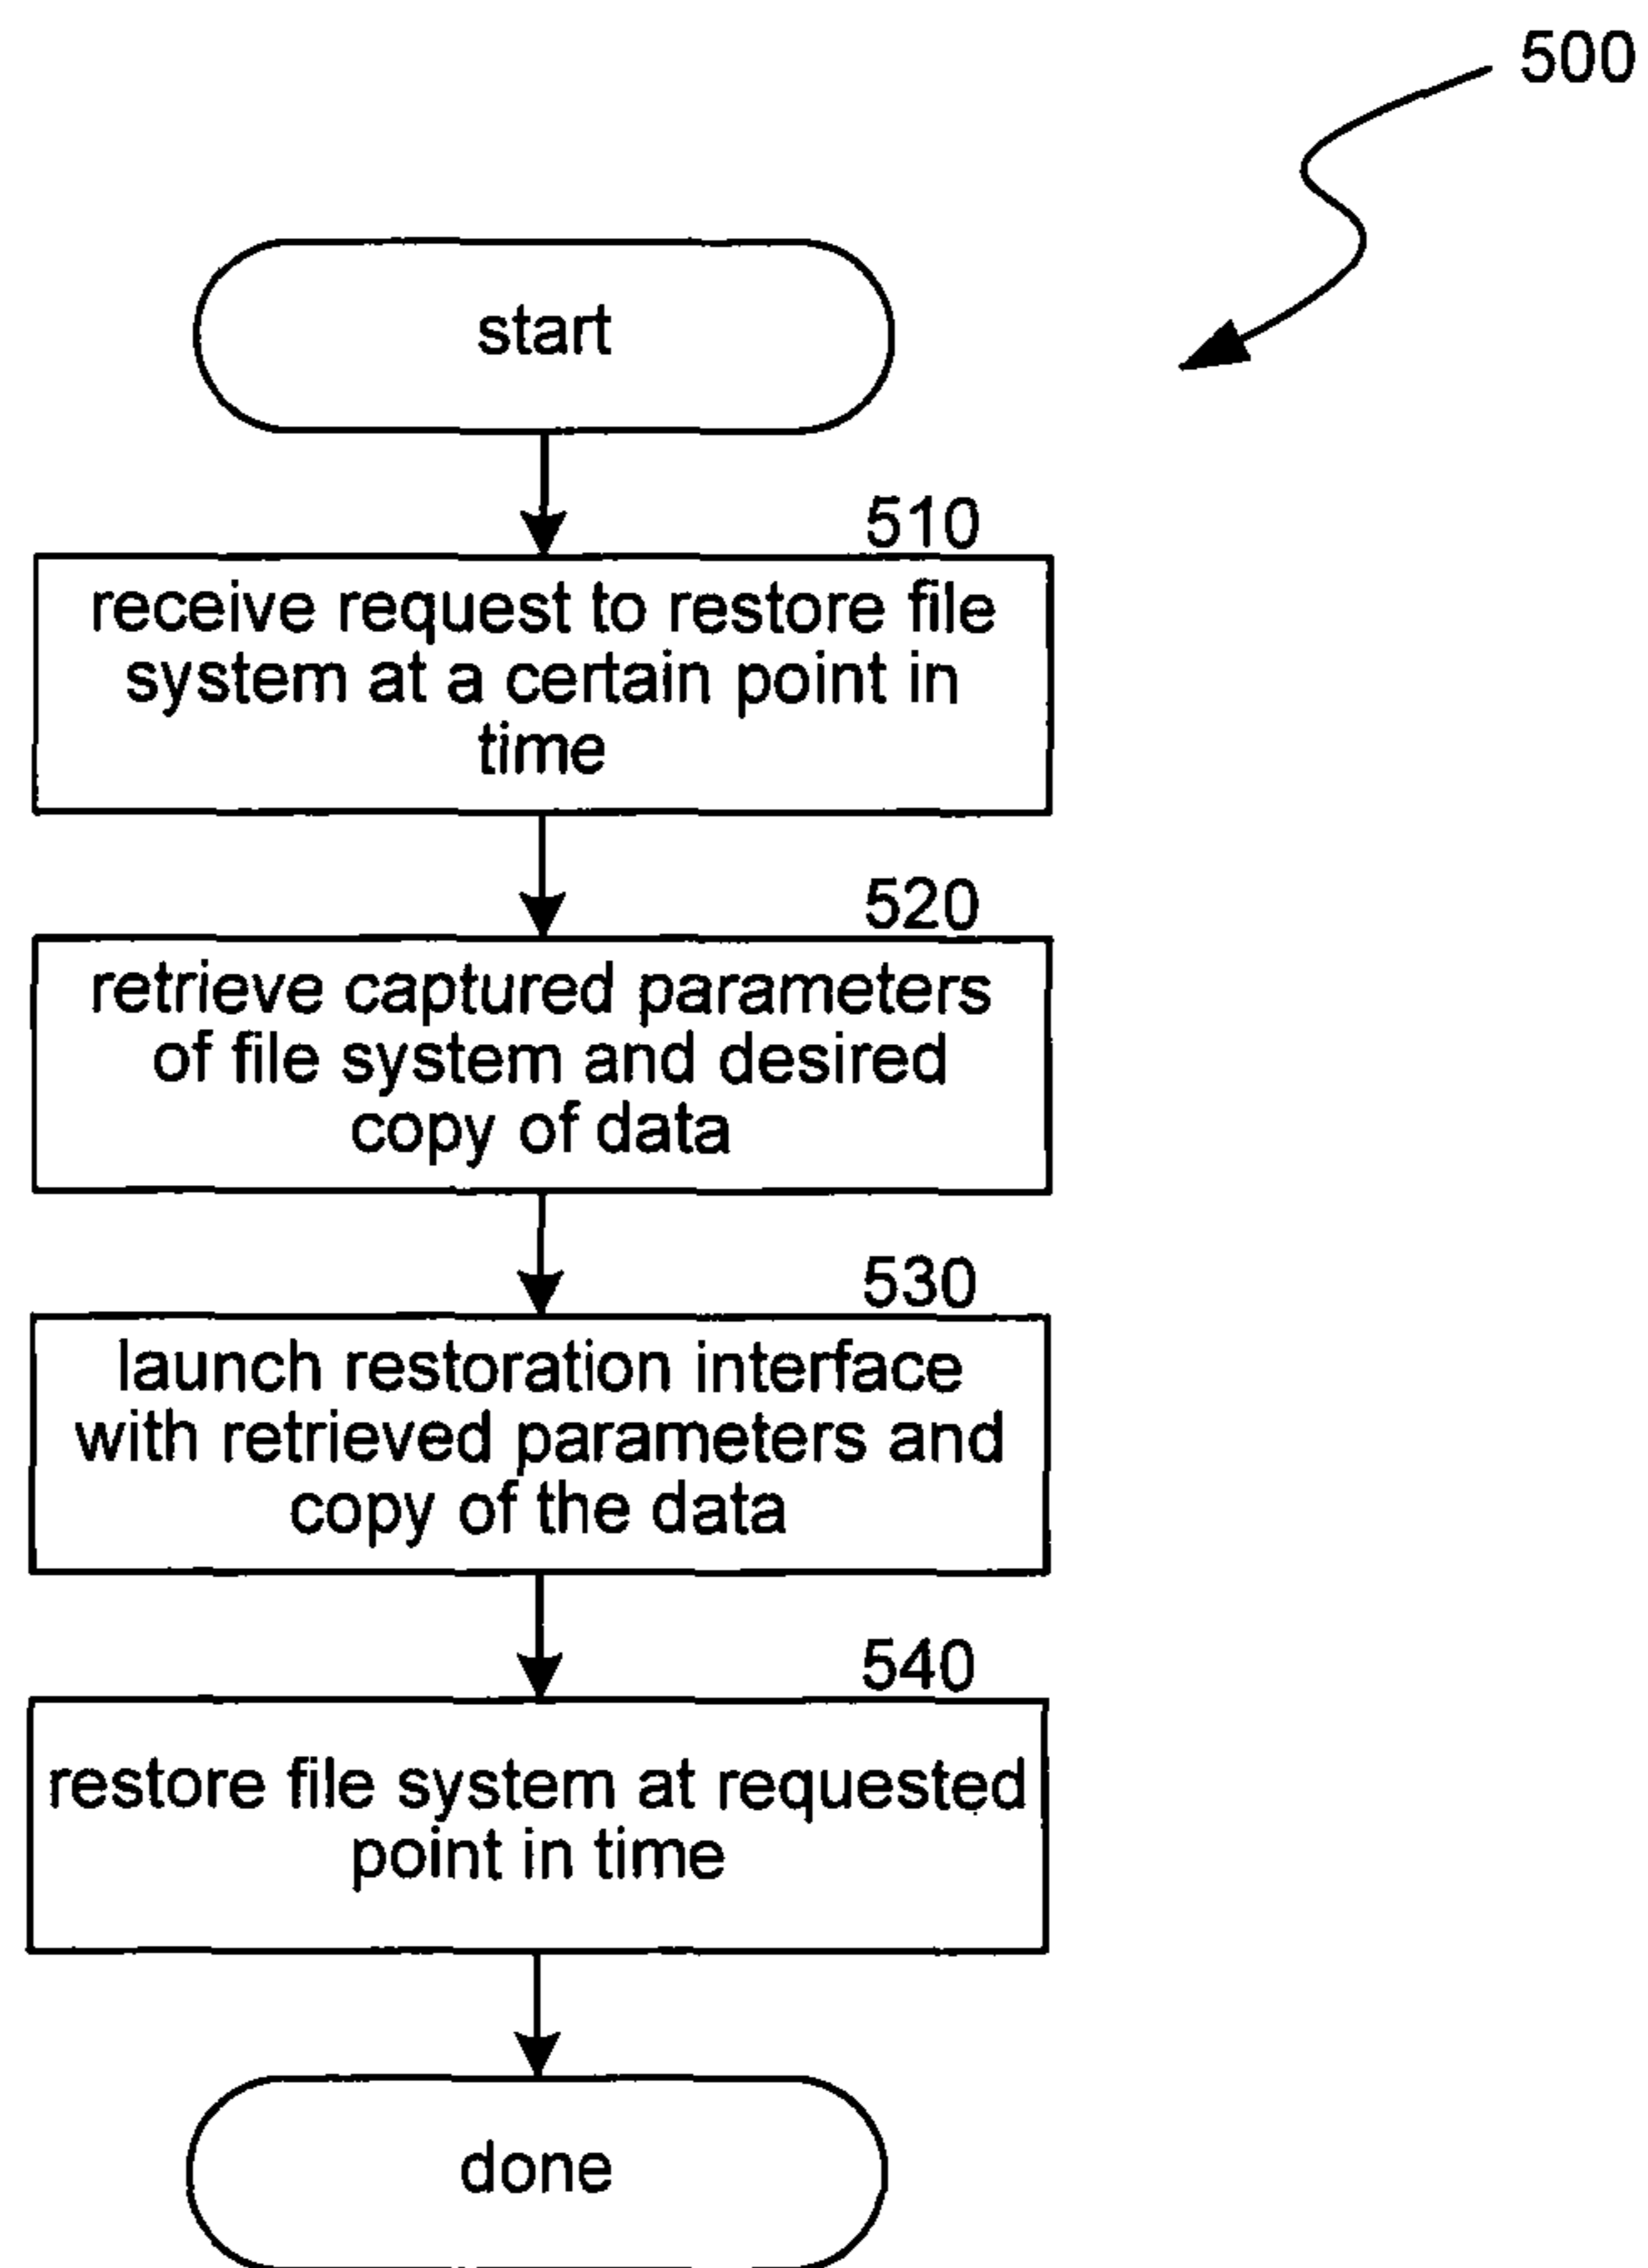 500
start
510
receive request to restore file
system at a certain point in
time
520
retrieve captured parameters
of file system and desired
copy of data
530
launch restoration interface
with retrieved parameters and
copy of the data
540
restore file system at requested
point in time
done